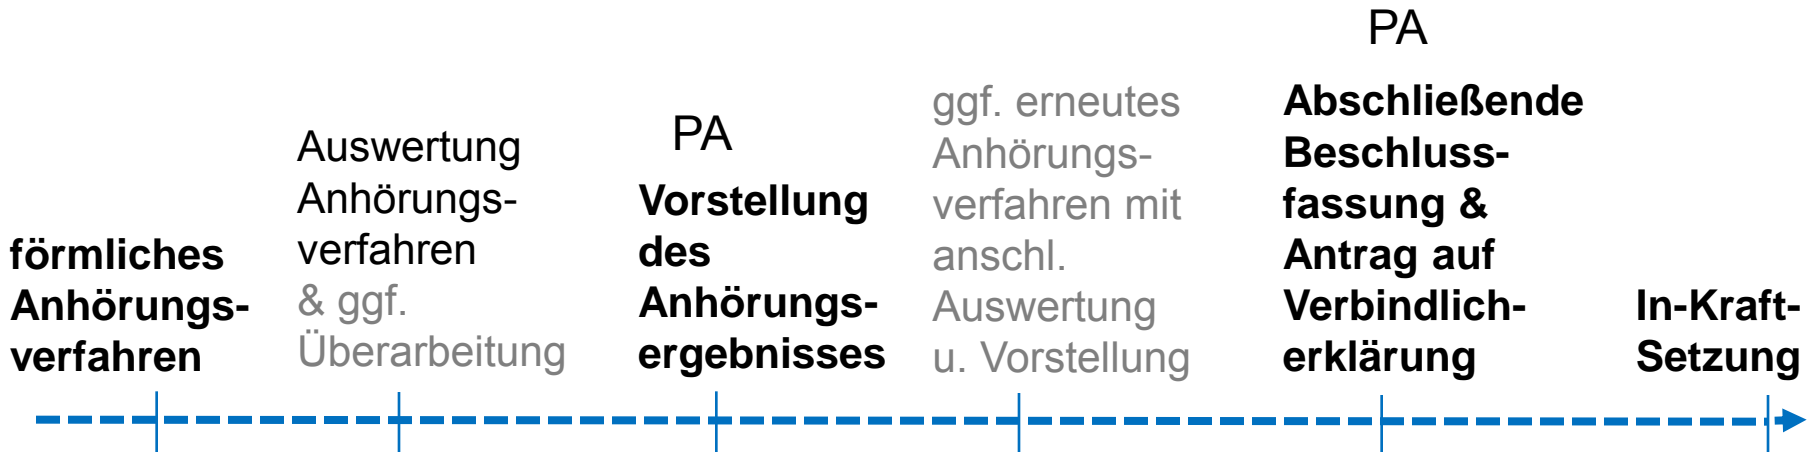 förmliches
Anhörungs-
verfahren
Auswertung
Anhörungs-
verfahren
& ggf.
Überarbeitung
PA
Vorstellung
des
Anhörungs-
ergebnisses
ggf. erneutes
Anhörungs-
verfahren mit
anschl.
Auswertung
u. Vorstellung
PA
Abschließende
Beschluss-
fassung &
Antrag auf
Verbindlich-
erklärung
In-Kraft-
Setzung